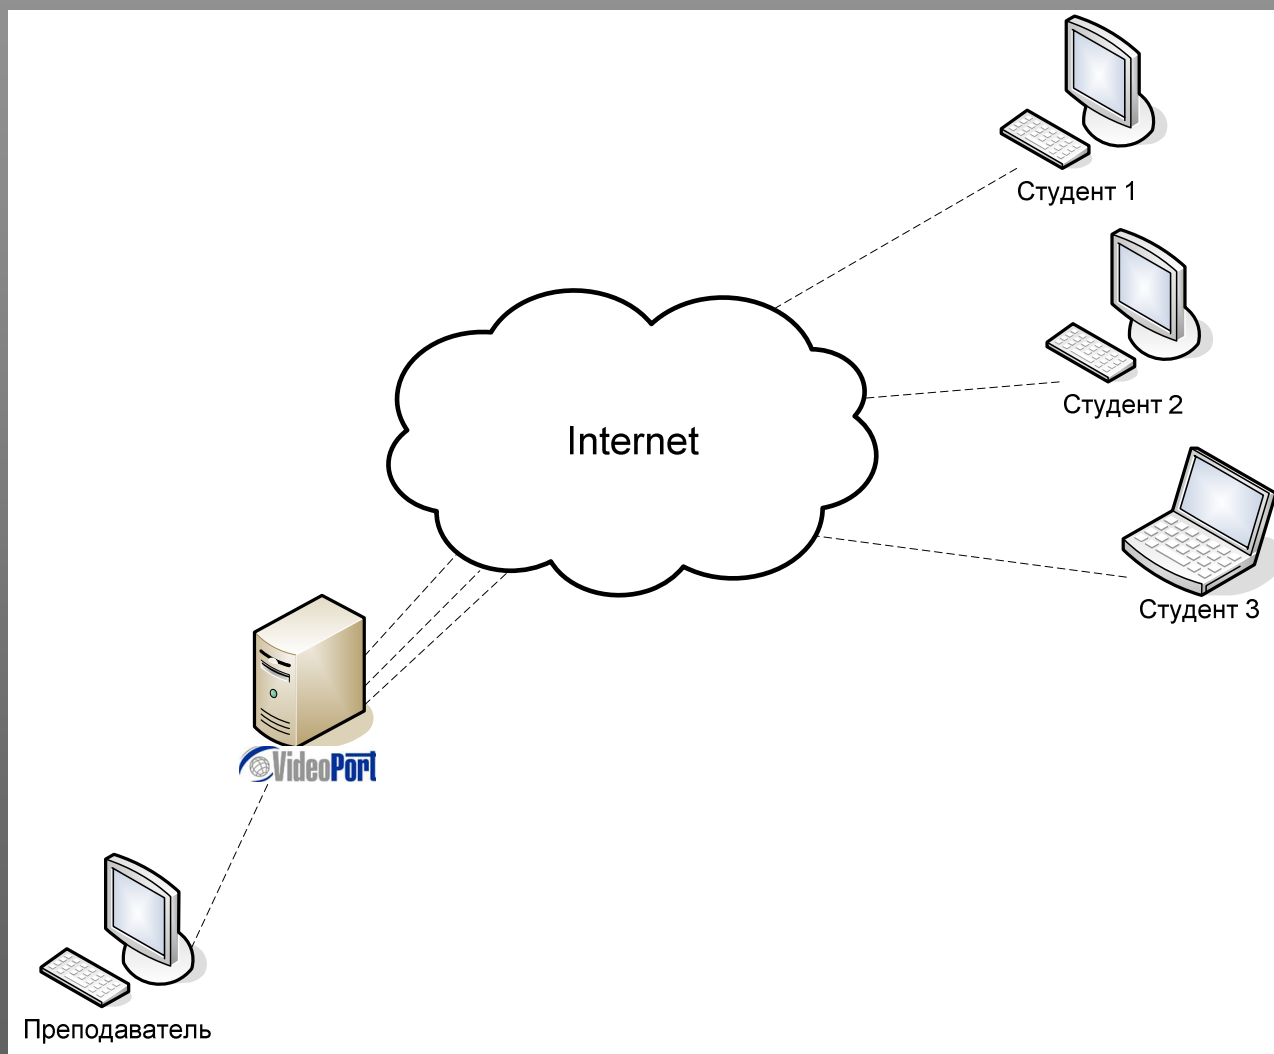 Студент 1
Студент 2
Internet
Студент 3
VideoPort
Преподаватель